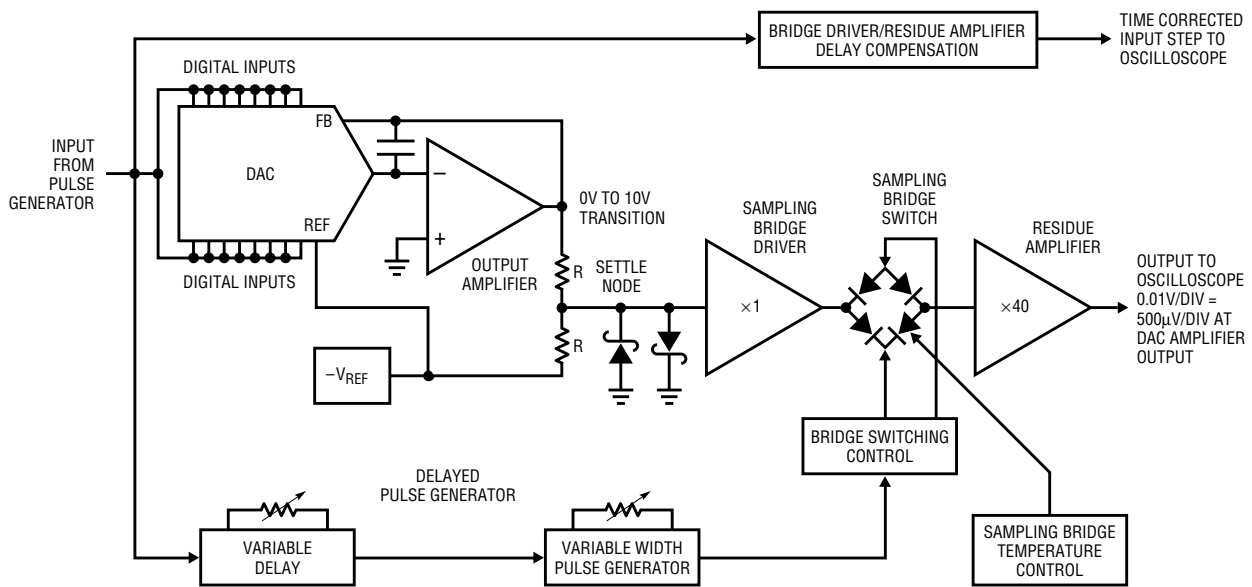 BRIDGE DRIVER/RESIDUE AMPLIFIER
DELAY COMPENSATION
TIME CORRECTED
INPUT STEP TO
OSCILLOSCOPE
DIGITAL INPUTS
FB
DAC
REF
DIGITAL INPUTS
INPUT
FROM
PULSE
GENERATOR
−
+
OUTPUT
AMPLIFIER
0V TO 10V
TRANSITION
R
SETTLE
NODE
R
−VREF
SAMPLING
BRIDGE
DRIVER
×1
SAMPLING
BRIDGE
SWITCH
RESIDUE
AMPLIFIER
×40
OUTPUT TO
OSCILLOSCOPE
0.01V/DIV =
500µV/DIV AT
DAC AMPLIFIER
OUTPUT
BRIDGE SWITCHING
CONTROL
DELAYED
PULSE GENERATOR
VARIABLE
DELAY
VARIABLE WIDTH
PULSE GENERATOR
SAMPLING BRIDGE
TEMPERATURE
CONTROL